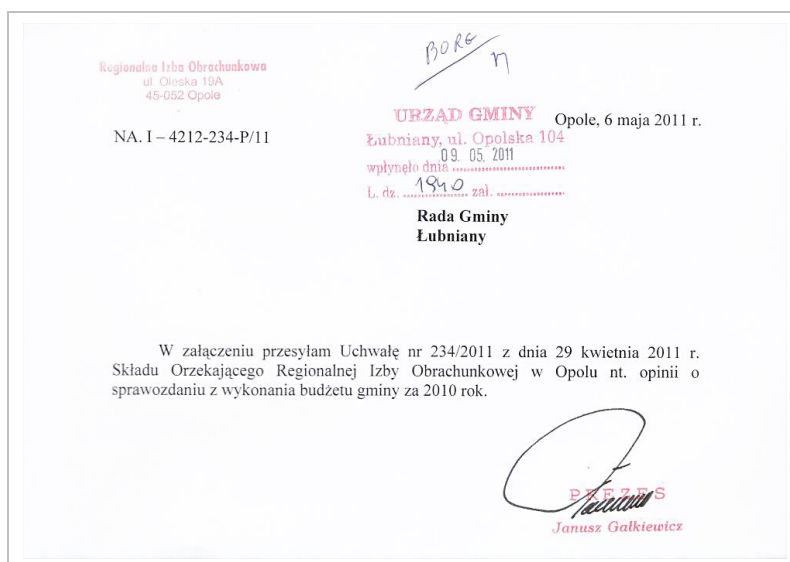 BORG
Regionalna Izba Obrachunkowa
ul. Oleska 19A
45-052 Opole
URZĄD GMINY
Opole, 6 maja 2011 r.
NA. I – 4212-234-P/11
Łubniany, ul. Opolska 104
09. 05. 2011
wpłynęło dnia
L. dz. 1940 zał.
Rada Gminy
Łubniany
W załączeniu przesyłam Uchwałę nr 234/2011 z dnia 29 kwietnia 2011 r.
Składu Orzekającego Regionalnej Izby Obrachunkowej w Opolu nt. opinii o
sprawozdaniu z wykonania budżetu gminy za 2010 rok.
PREZES
Janusz Gałkiewicz